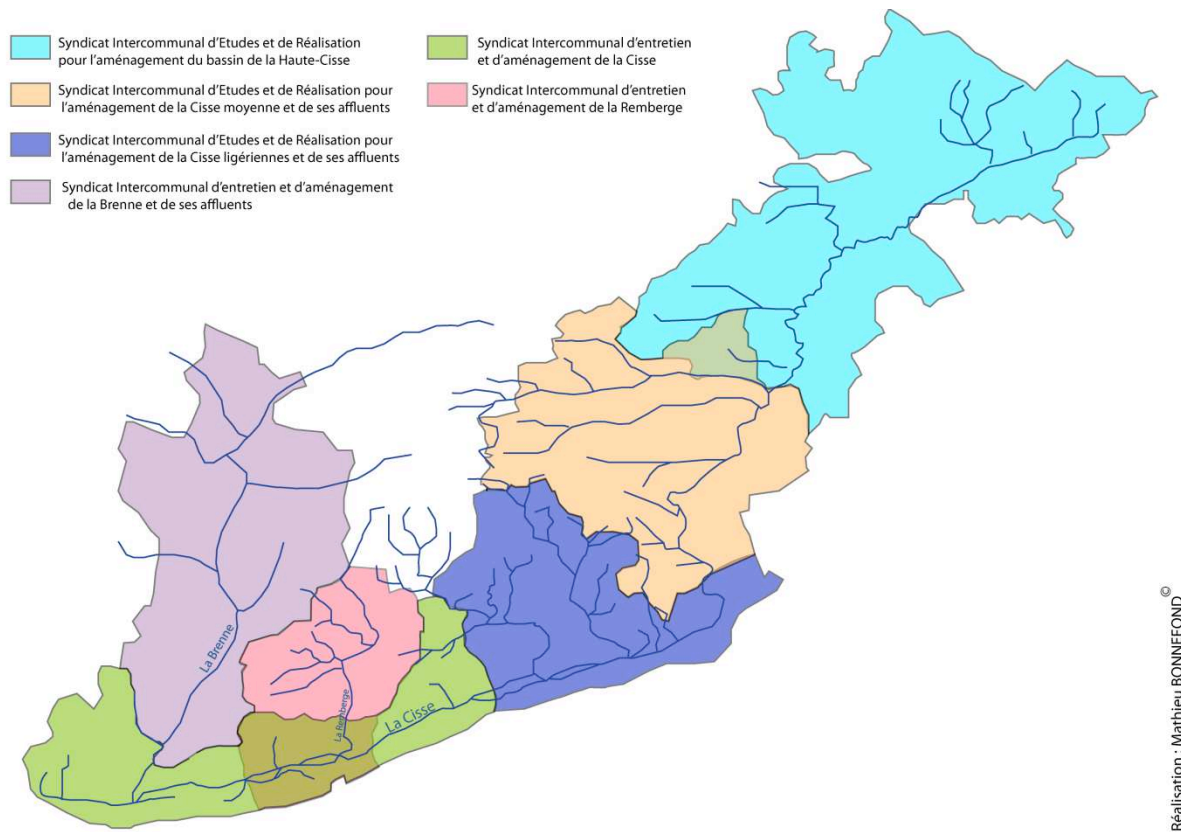 Syndicat Intercommunal d'Etudes et de Réalisation
pour l'aménagement du bassin de la Haute-Cisse
Syndicat Intercommunal d'Etudes et de Réalisation pour
l'aménagement de la Cisse moyenne et de ses affluents
Syndicat Intercommunal d'Etudes et de Réalisation pour
l'aménagement de la Cisse ligériennes et de ses affluents
Syndicat Intercommunal d'entretien et d'aménagement
de la Brenne et de ses affluents
Syndicat Intercommunal d'entretien
et d'aménagement de la Cisse
Syndicat Intercommunal d'entretien
et d'aménagement de la Remberge
La Brenne
La Remberge
La Cisse
Réalisation : Mathieu BONNEFOND ©